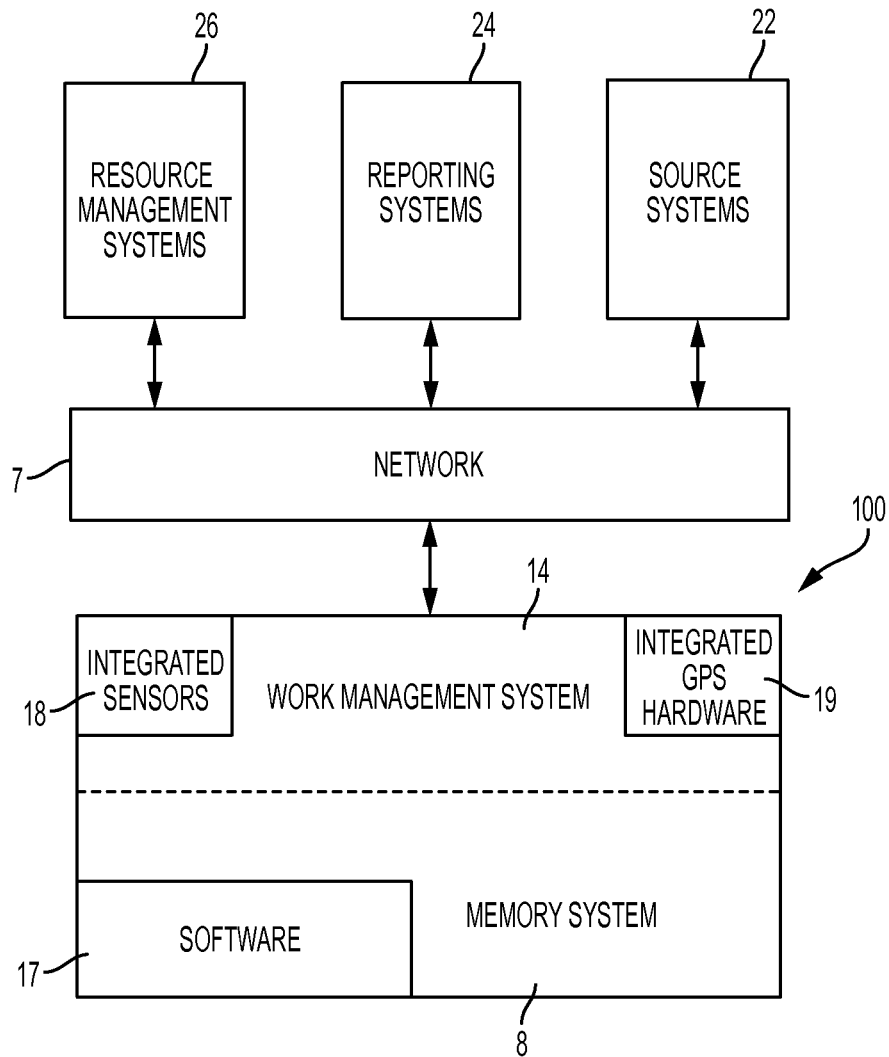 26
24
22
RESOURCE
MANAGEMENT
SYSTEMS
REPORTING
SYSTEMS
SOURCE
SYSTEMS
7
NETWORK
100
14
INTEGRATED
SENSORS
18
WORK MANAGEMENT SYSTEM
INTEGRATED
GPS
HARDWARE
19
MEMORY SYSTEM
SOFTWARE
17
8